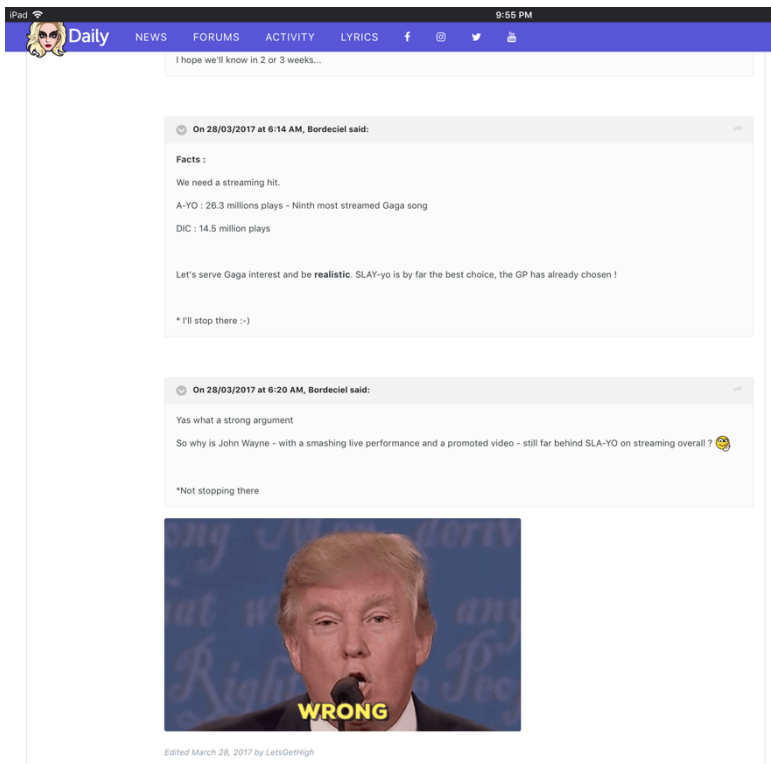 iPad 9:55 PM
Daily NEWS FORUMS ACTIVITY LYRICS
I hope we'll know in 2 or 3 weeks...
On 28/03/2017 at 6:14 AM, Bordeciel said:
Facts :
We need a streaming hit.
A-YO : 26.3 millions plays - Ninth most streamed Gaga song
DIC : 14.5 million plays
Let's serve Gaga interest and be realistic. SLAY-yo is by far the best choice, the GP has already chosen !
* I'll stop there :-)
On 28/03/2017 at 6:20 AM, Bordeciel said:
Yas what a strong argument
So why is John Wayne - with a smashing live performance and a promoted video - still far behind SLA-YO on streaming overall ?
*Not stopping there
WRONG
Edited March 28, 2017 by LetsGetHigh